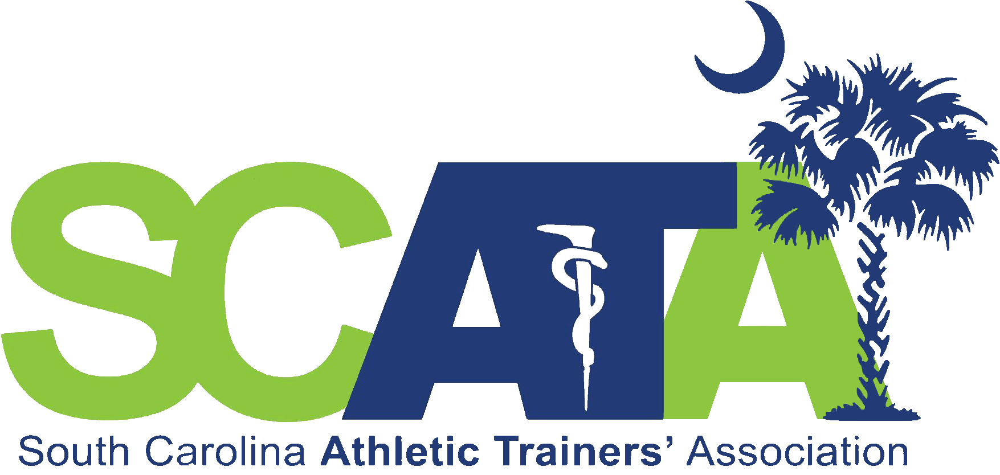 SCATA
South Carolina Athletic Trainers’ Association